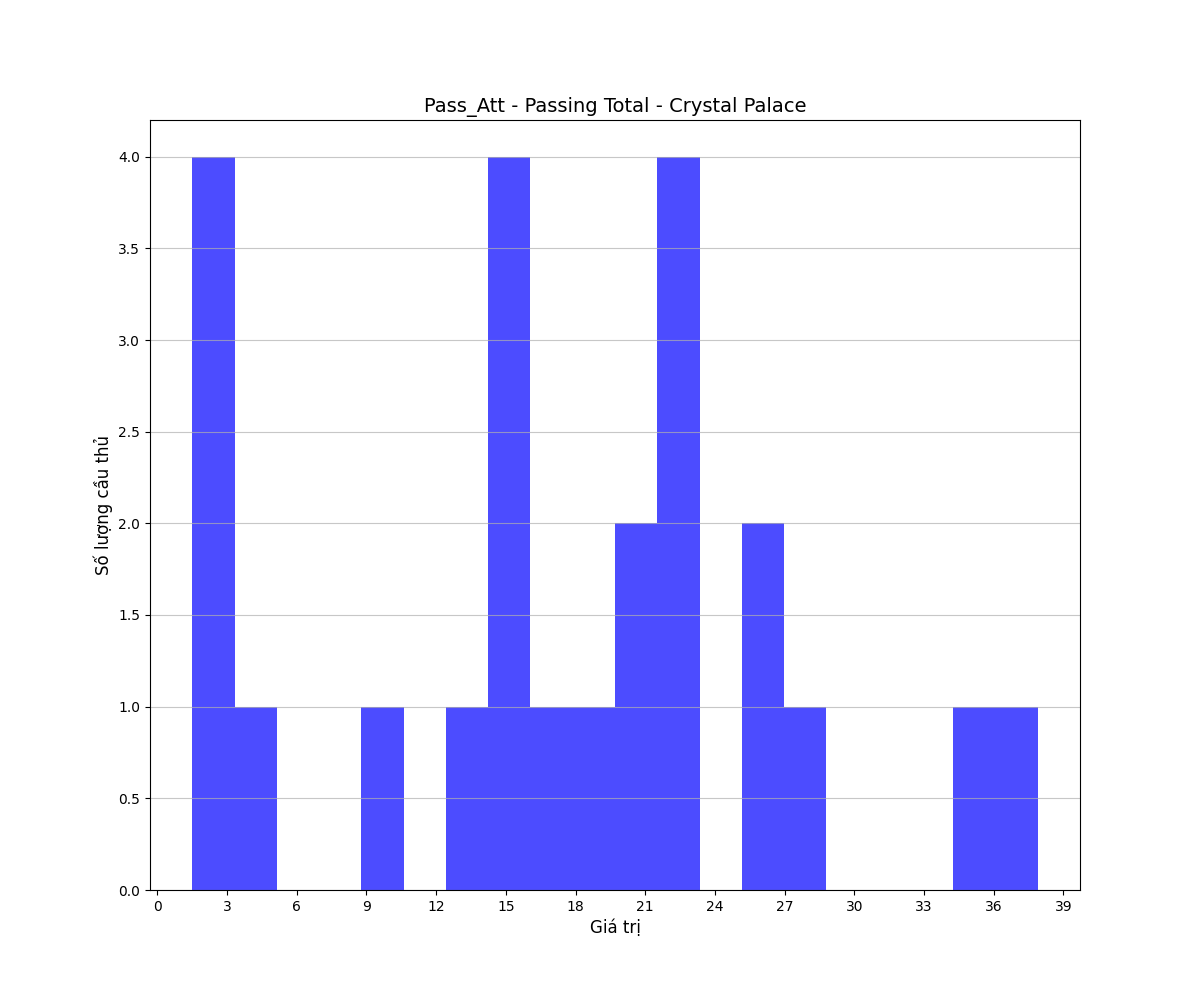 Pass_Att - Passing Total - Crystal Palace
4.0
3.5
3.0
2.5
2.0
1.5
1.0
0.5
0.0
Số lượng cầu thủ
0 3 6 9 12 15 18 21 24 27 30 33 36 39
Giá trị